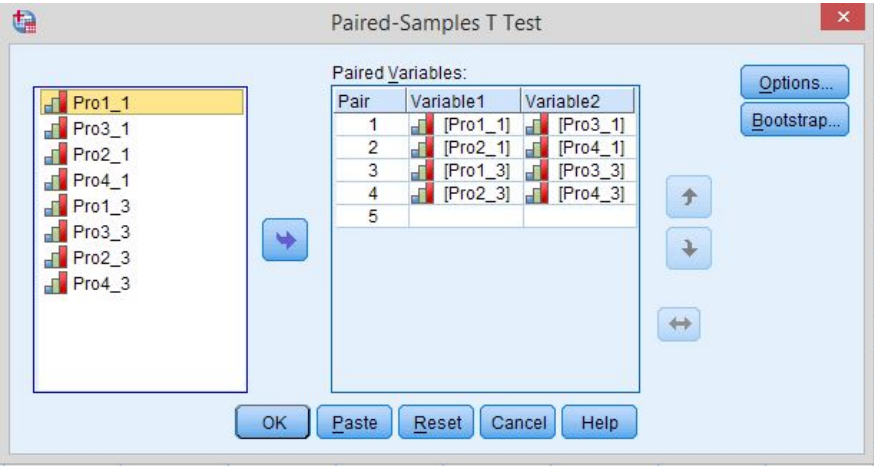 Paired-Samples T Test
Pro1_1
Pro3_1
Pro2_1
Pro4_1
Pro1_3
Pro3_3
Pro2_3
Pro4_3
Paired Variables:
Pair Variable1 Variable2
1 [Pro1_1] [Pro3_1]
2 [Pro2_1] [Pro4_1]
3 [Pro1_3] [Pro3_3]
4 [Pro2_3] [Pro4_3]
5
Options...
Bootstrap...
OK Paste Reset Cancel Help